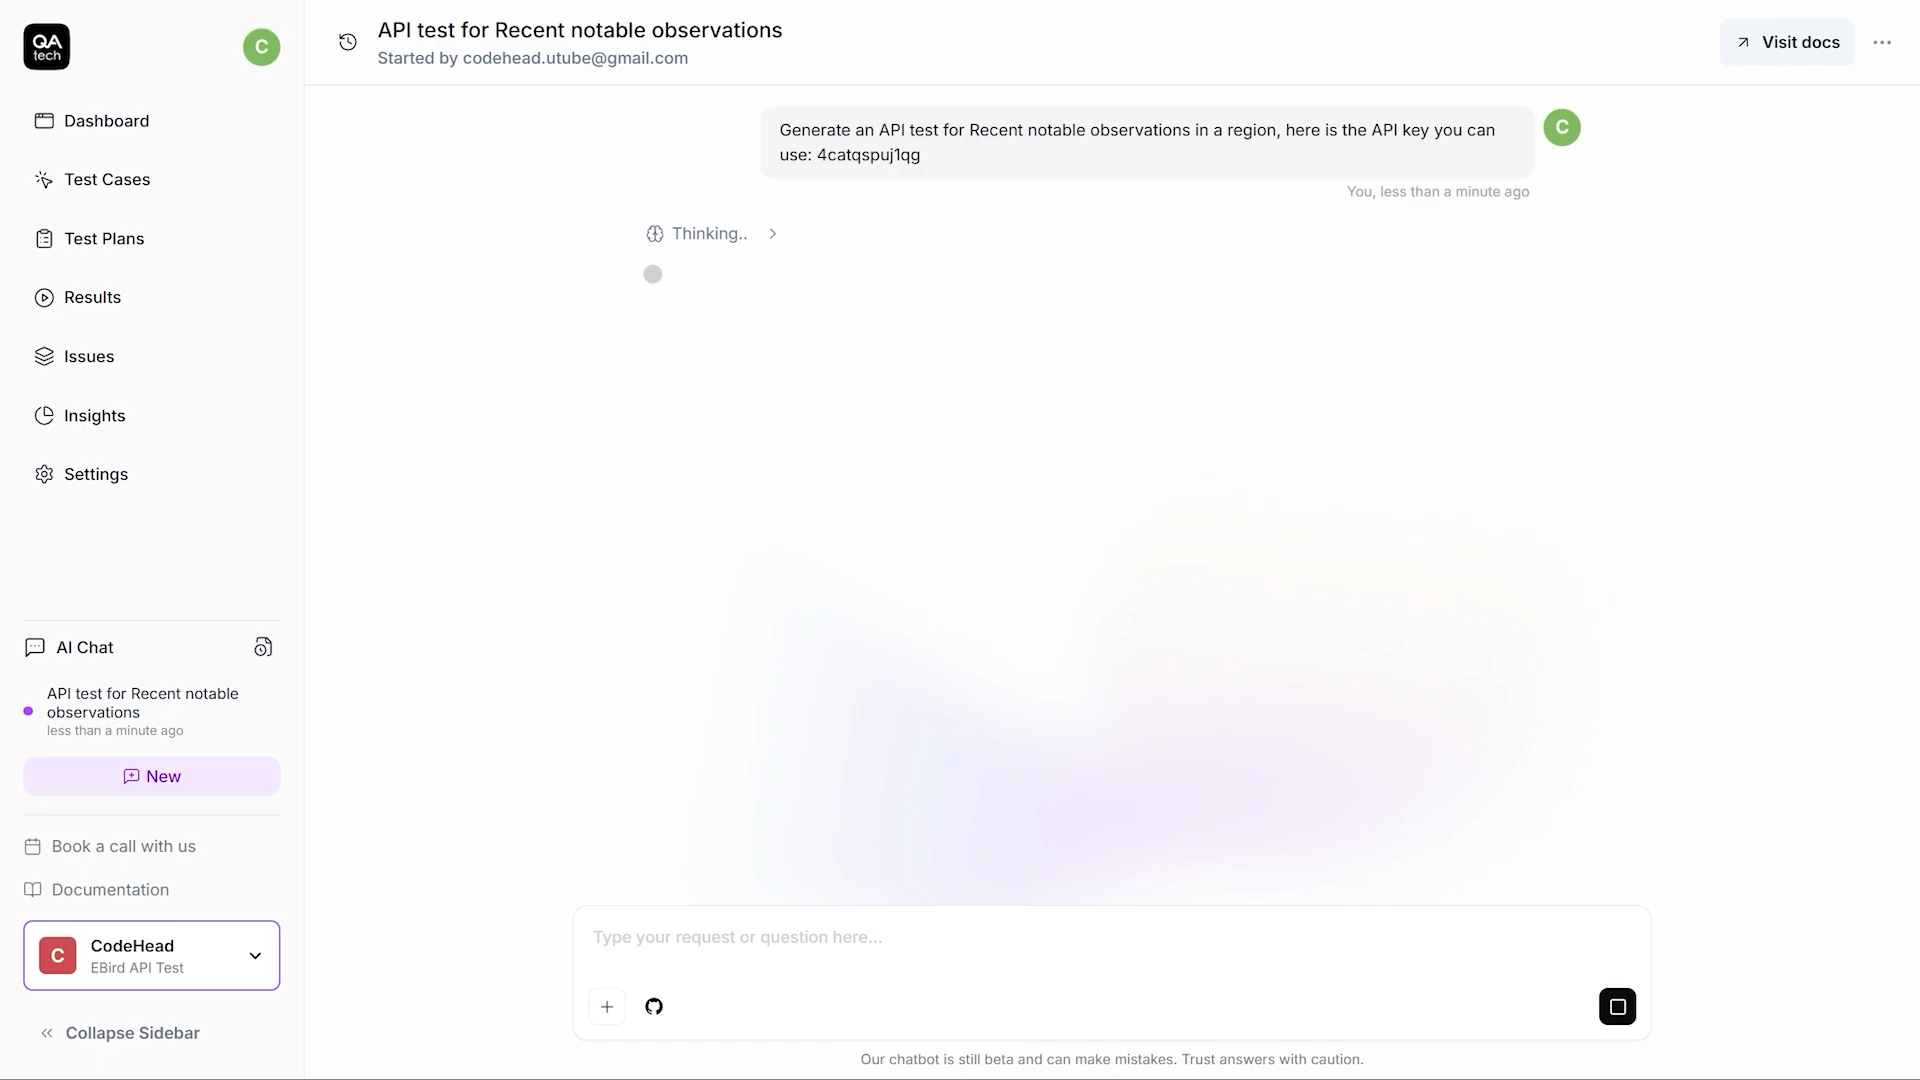 QA
tech
C
Dashboard
Test Cases
Test Plans
Results
Issues
Insights
Settings
AI Chat
API test for Recent notable
observations
less than a minute ago
New
Book a call with us
Documentation
C
CodeHead
EBird API Test
Collapse Sidebar
API test for Recent notable observations
Started by codehead.utube@gmail.com
Visit docs
Generate an API test for Recent notable observations in a region, here is the API key you can
use: 4catqspuj1qg
C
You, less than a minute ago
Thinking..
Type your request or question here...
Our chatbot is still beta and can make mistakes. Trust answers with caution.